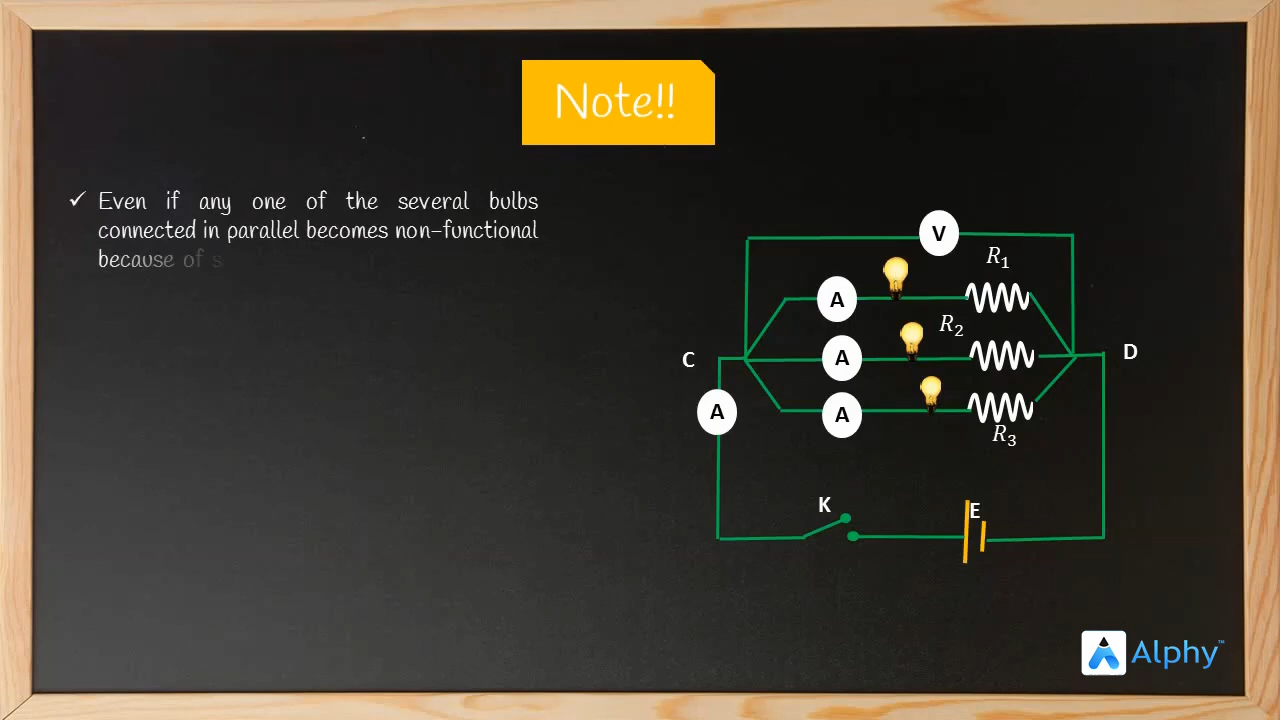 Note!!
✓ Even if any one of the several bulbs
connected in parallel becomes non-functional
because of s
V
R₁
A
R₂
C
A
D
A
A
R₃
K
E
Alphy™